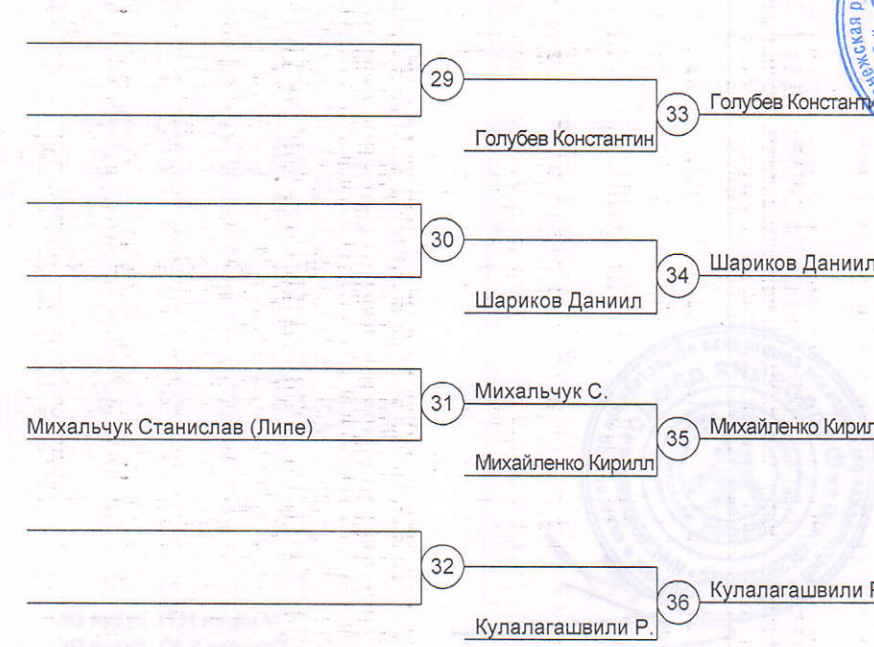 29
33 Голубев Константи
Голубев Константин
30
34 Шариков Даниил
Шариков Даниил
31 Михальчук С.
Михальчук Станислав (Липе)
35 Михайленко Кирил
Михайленко Кирилл
32
36 Кулалагашвили Р
Кулалагашвили Р.